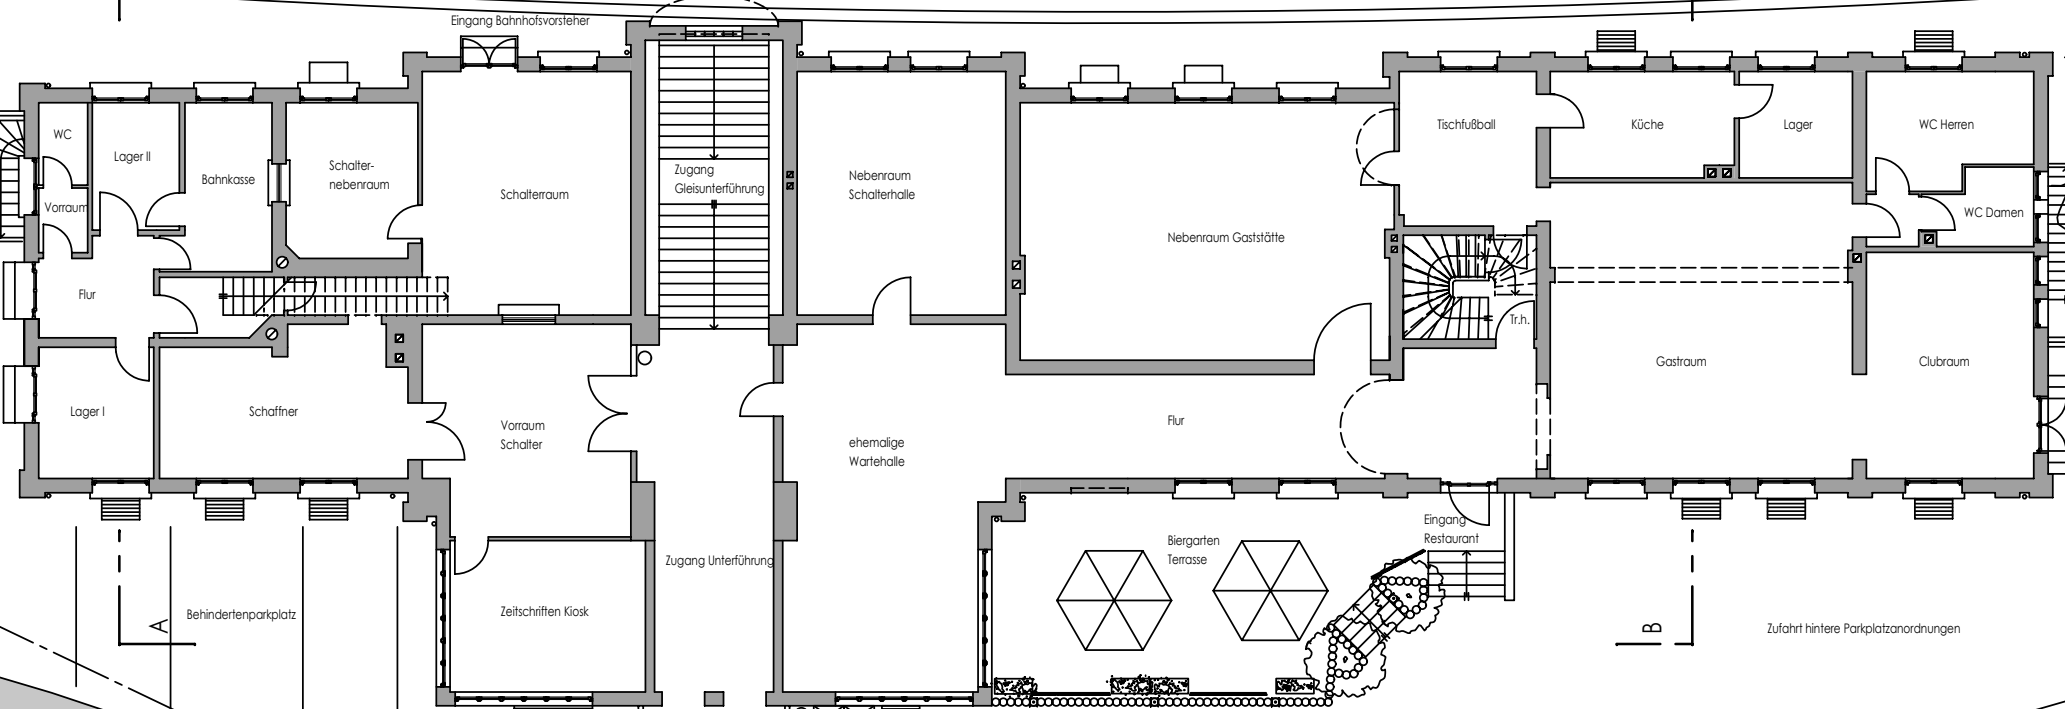 Eingang Bahnhofsvorsteher
WC
Lager II
Bahnkasse
Schalter-
nebenraum
Schalterraum
Zugang
Gleisunterführung
Nebenraum
Schalterhalle
Nebenraum Gaststätte
Tischfußball
Küche
Lager
WC Herren
WC Damen
Vorraum
Flur
Tr.h.
Gastraum
Clubraum
Lager I
Schaffner
Vorraum
Schalter
ehemalige
Wartehalle
Flur
Eingang
Restaurant
Biergarten
Terrasse
Zugang Unterführung
Zeitschriften Kiosk
Behindertenparkplatz
A
B
Zufahrt hintere Parkplatzanordnungen